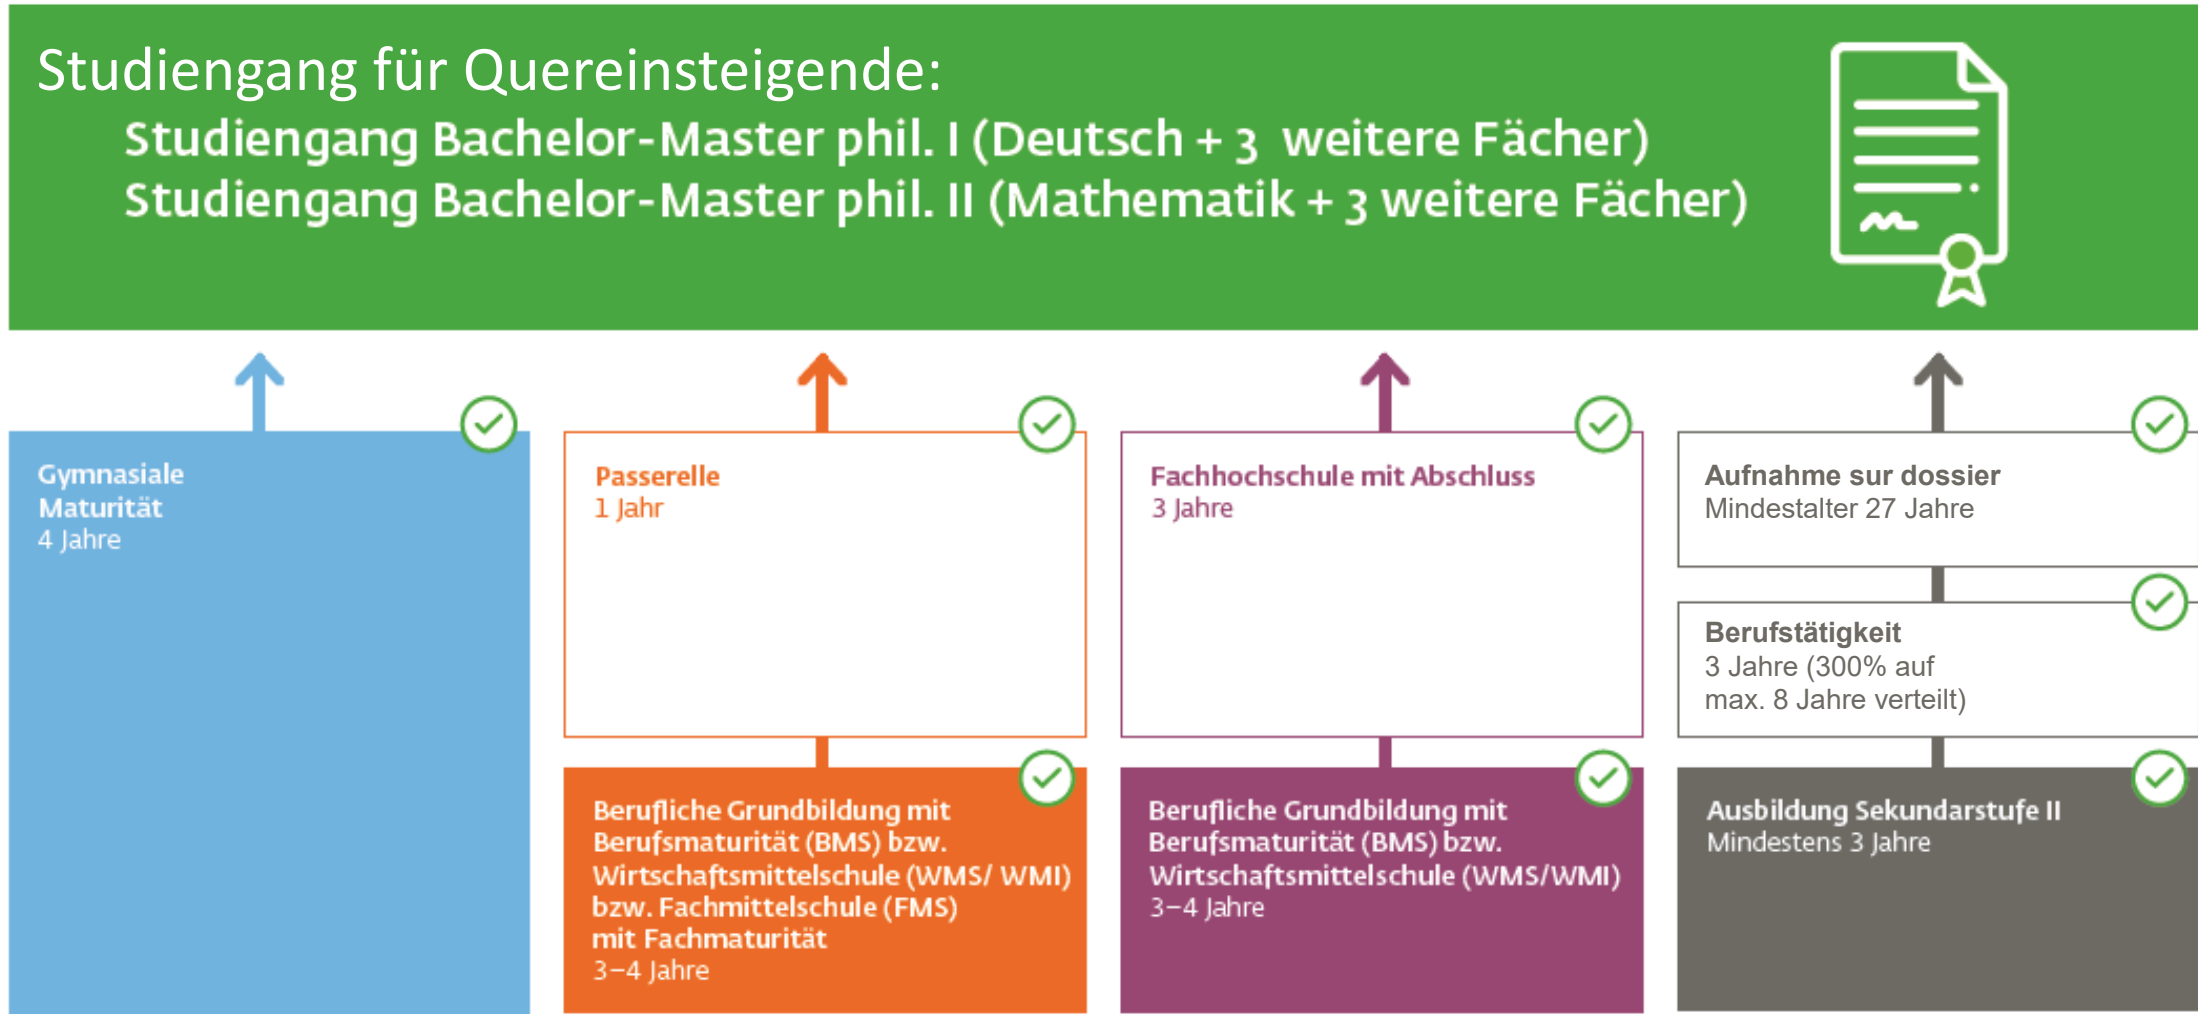 Studiengang für Quereinsteigende:
Studiengang Bachelor-Master phil. I (Deutsch + 3 weitere Fächer)
Studiengang Bachelor-Master phil. II (Mathematik + 3 weitere Fächer)
Gymnasiale
Maturität
4 Jahre
Passerelle
1 Jahr
Fachhochschule mit Abschluss
3 Jahre
Aufnahme sur dossier
Mindestalter 27 Jahre
Berufstätigkeit
3 Jahre (300% auf
max. 8 Jahre verteilt)
Berufliche Grundbildung mit
Berufsmaturität (BMS) bzw.
Wirtschaftsmittelschule (WMS/ WMI)
bzw. Fachmittelschule (FMS)
mit Fachmaturität
3–4 Jahre
Berufliche Grundbildung mit
Berufsmaturität (BMS) bzw.
Wirtschaftsmittelschule (WMS/WMI)
3–4 Jahre
Ausbildung Sekundarstufe II
Mindestens 3 Jahre